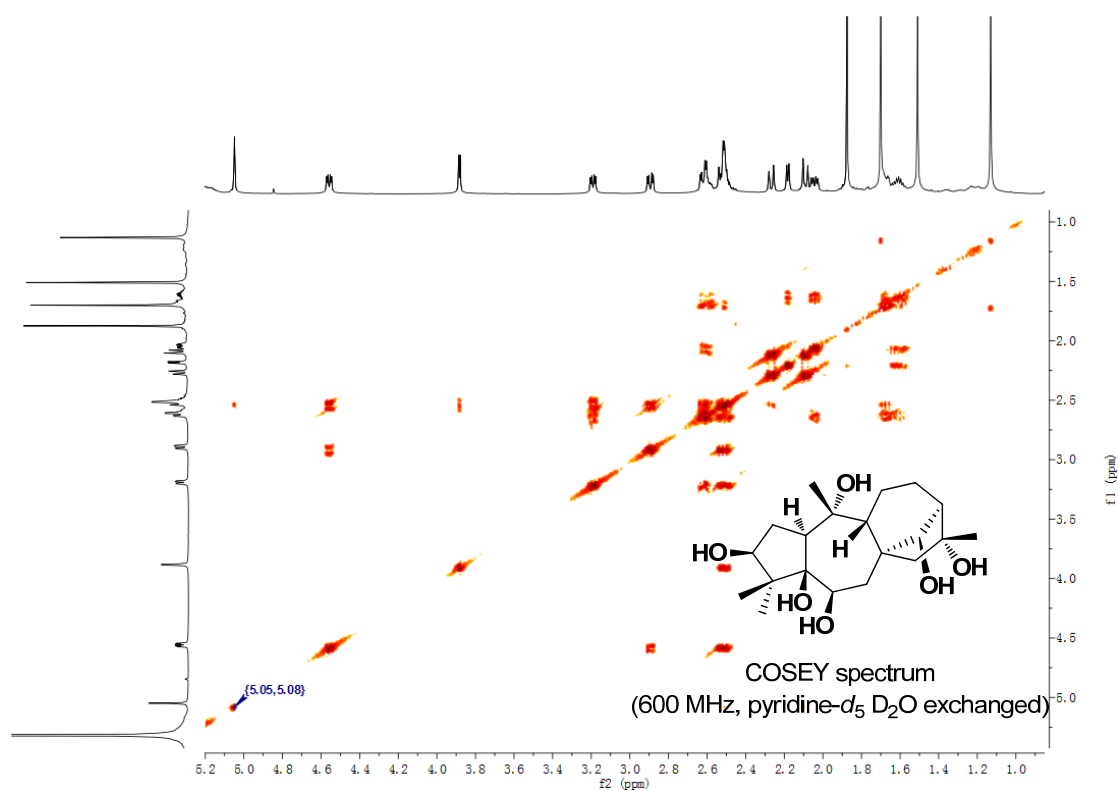 1.0
1.5
2.0
2.5
3.0
3.5
4.0
4.5
5.0
f1 (ppm)
{5.05,5.08}
H
OH
HO
H
HO
HO
OH
OH
COSEY spectrum
(600 MHz, pyridine-d5 D2O exchanged)
5.2 5.0 4.8 4.6 4.4 4.2 4.0 3.8 3.6 3.4 3.2 3.0 2.8 2.6 2.4 2.2 2.0 1.8 1.6 1.4 1.2 1.0
f2 (ppm)